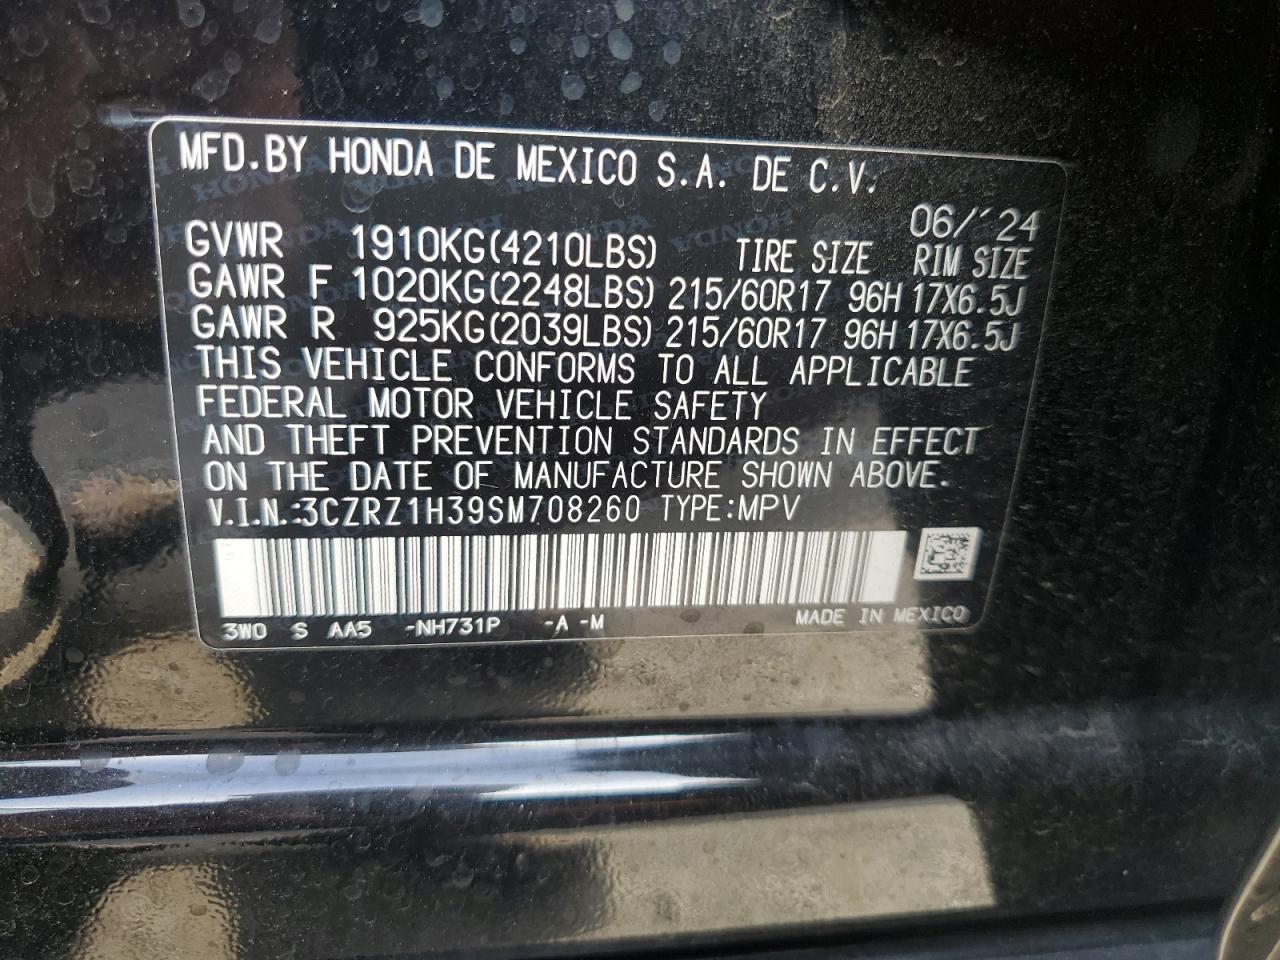 MFD.BY HONDA DE MEXICO S.A. DE C.V.
06/´24
GVWR 1910KG(4210LBS) TIRE SIZE RIM SIZE
GAWR F 1020KG(2248LBS) 215/60R17 96H 17X6.5J
GAWR R 925KG(2039LBS) 215/60R17 96H 17X6.5J
THIS VEHICLE CONFORMS TO ALL APPLICABLE
FEDERAL MOTOR VEHICLE SAFETY
AND THEFT PREVENTION STANDARDS IN EFFECT
ON THE DATE OF MANUFACTURE SHOWN ABOVE.
V.I.N.:3CZRZ1H39SM708260 TYPE:MPV
3W0 S AA5 -NH731P -A -M MADE IN MEXICO